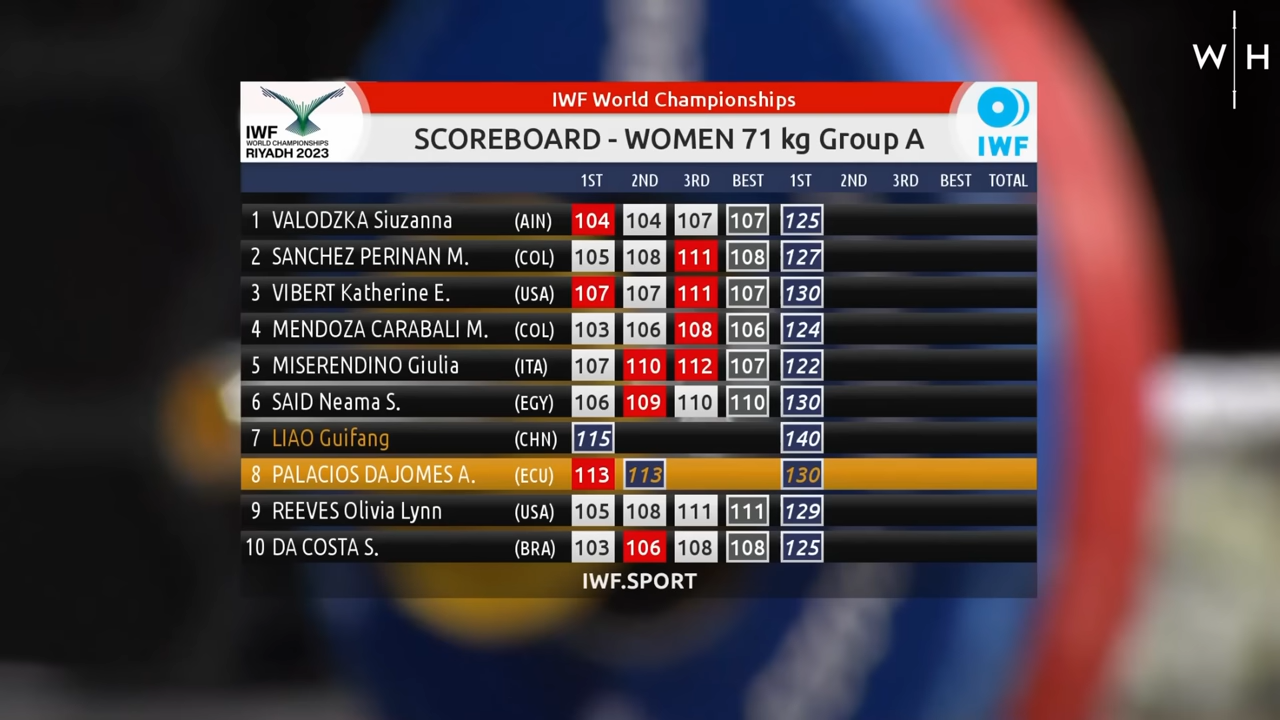 W H
IWF World Championships
IWF
WORLD CHAMPIONSHIPS
RIYADH 2023
SCOREBOARD - WOMEN 71 kg Group A
IWF
1ST 2ND 3RD BEST 1ST 2ND 3RD BEST TOTAL
1 VALODZKA Siuzanna (AIN) 104 104 107 107 125
2 SANCHEZ PERINAN M. (COL) 105 108 111 108 127
3 VIBERT Katherine E. (USA) 107 107 111 107 130
4 MENDOZA CARABALI M. (COL) 103 106 108 106 124
5 MISERENDINO Giulia (ITA) 107 110 112 107 122
6 SAID Neama S. (EGY) 106 109 110 110 130
7 LIAO Guifang (CHN) 115 140
8 PALACIOS DAJOMES A. (ECU) 113 113 130
9 REEVES Olivia Lynn (USA) 105 108 111 111 129
10 DA COSTA S. (BRA) 103 106 108 108 125
IWF.SPORT